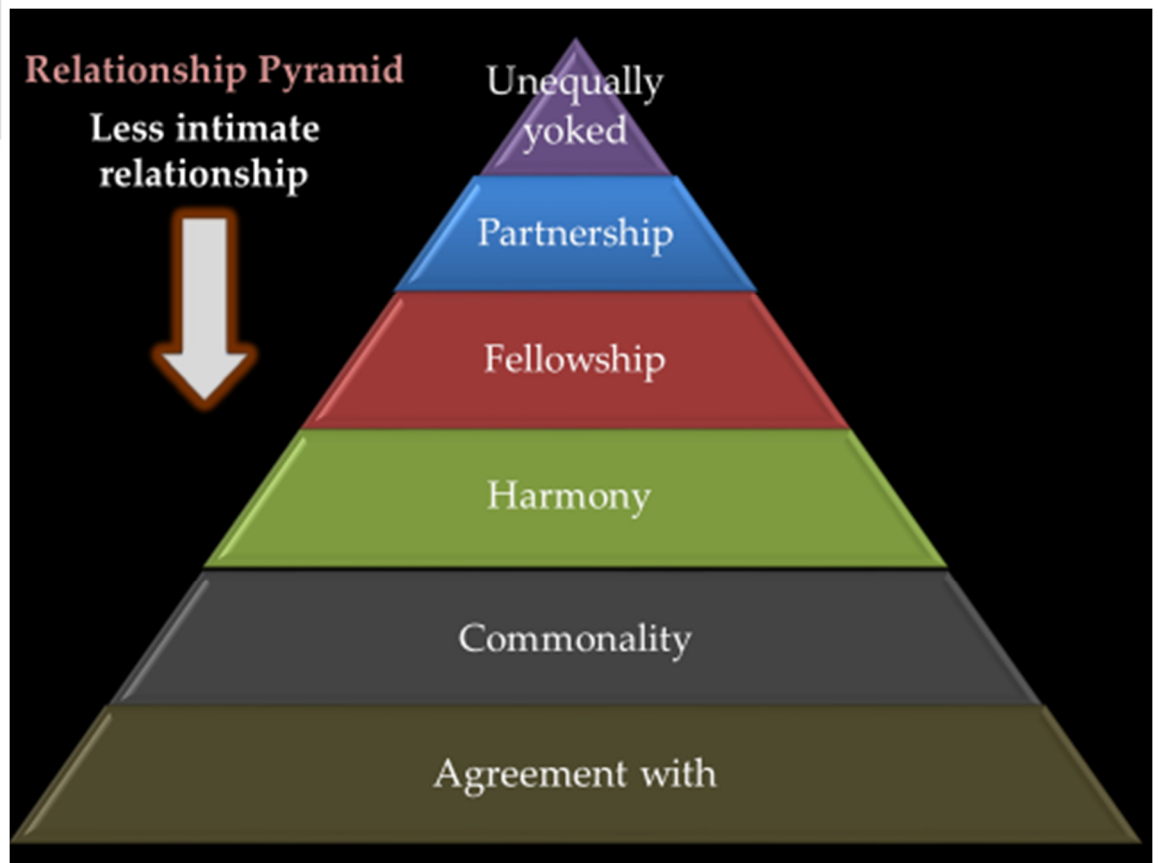 Relationship Pyramid
Less intimate
relationship
Unequally
yoked
Partnership
Fellowship
Harmony
Commonality
Agreement with